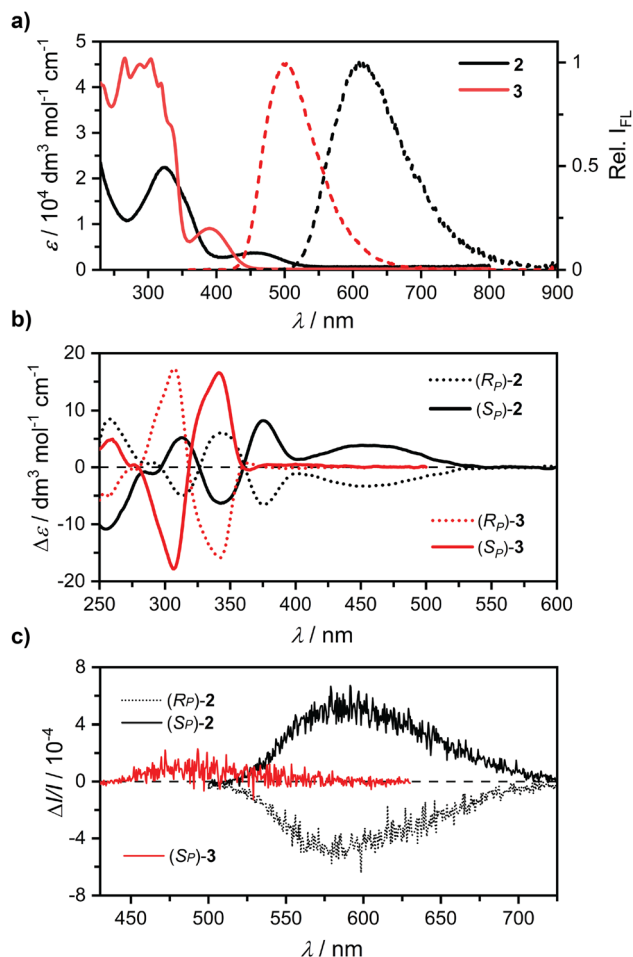 a)
5
4
3
2
1
0
ε / 10⁴ dm³ mol⁻¹ cm⁻¹
1
0.5
0
Rel. I_FL
2
3
300 400 500 600 700 800 900
λ / nm
b)
20
10
0
-10
-20
Δε / dm³ mol⁻¹ cm⁻¹
(R_P)-2
(S_P)-2
(R_P)-3
(S_P)-3
250 300 350 400 450 500 550 600
λ / nm
c)
8
4
0
-4
-8
ΔI/I / 10⁻⁴
(R_P)-2
(S_P)-2
(S_P)-3
450 500 550 600 650 700
λ / nm